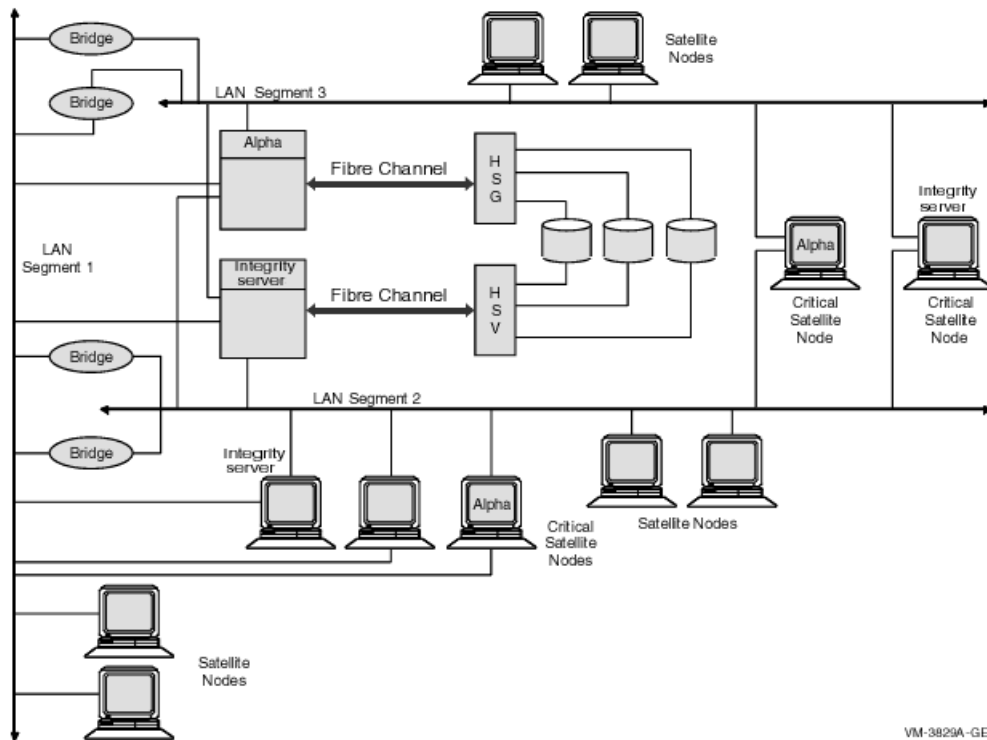 Bridge
Satellite
Nodes
Bridge
LAN Segment 3
Alpha
Fibre Channel
H
S
G
Integrity
server
Alpha
LAN
Segment 1
Integrity
server
Fibre Channel
H
S
V
Critical
Satellite
Node
Critical
Satellite
Node
Bridge
LAN Segment 2
Bridge
Integrity
server
Alpha
Critical
Satellite
Nodes
Satellite Nodes
Satellite
Nodes
VM-3829A-GE